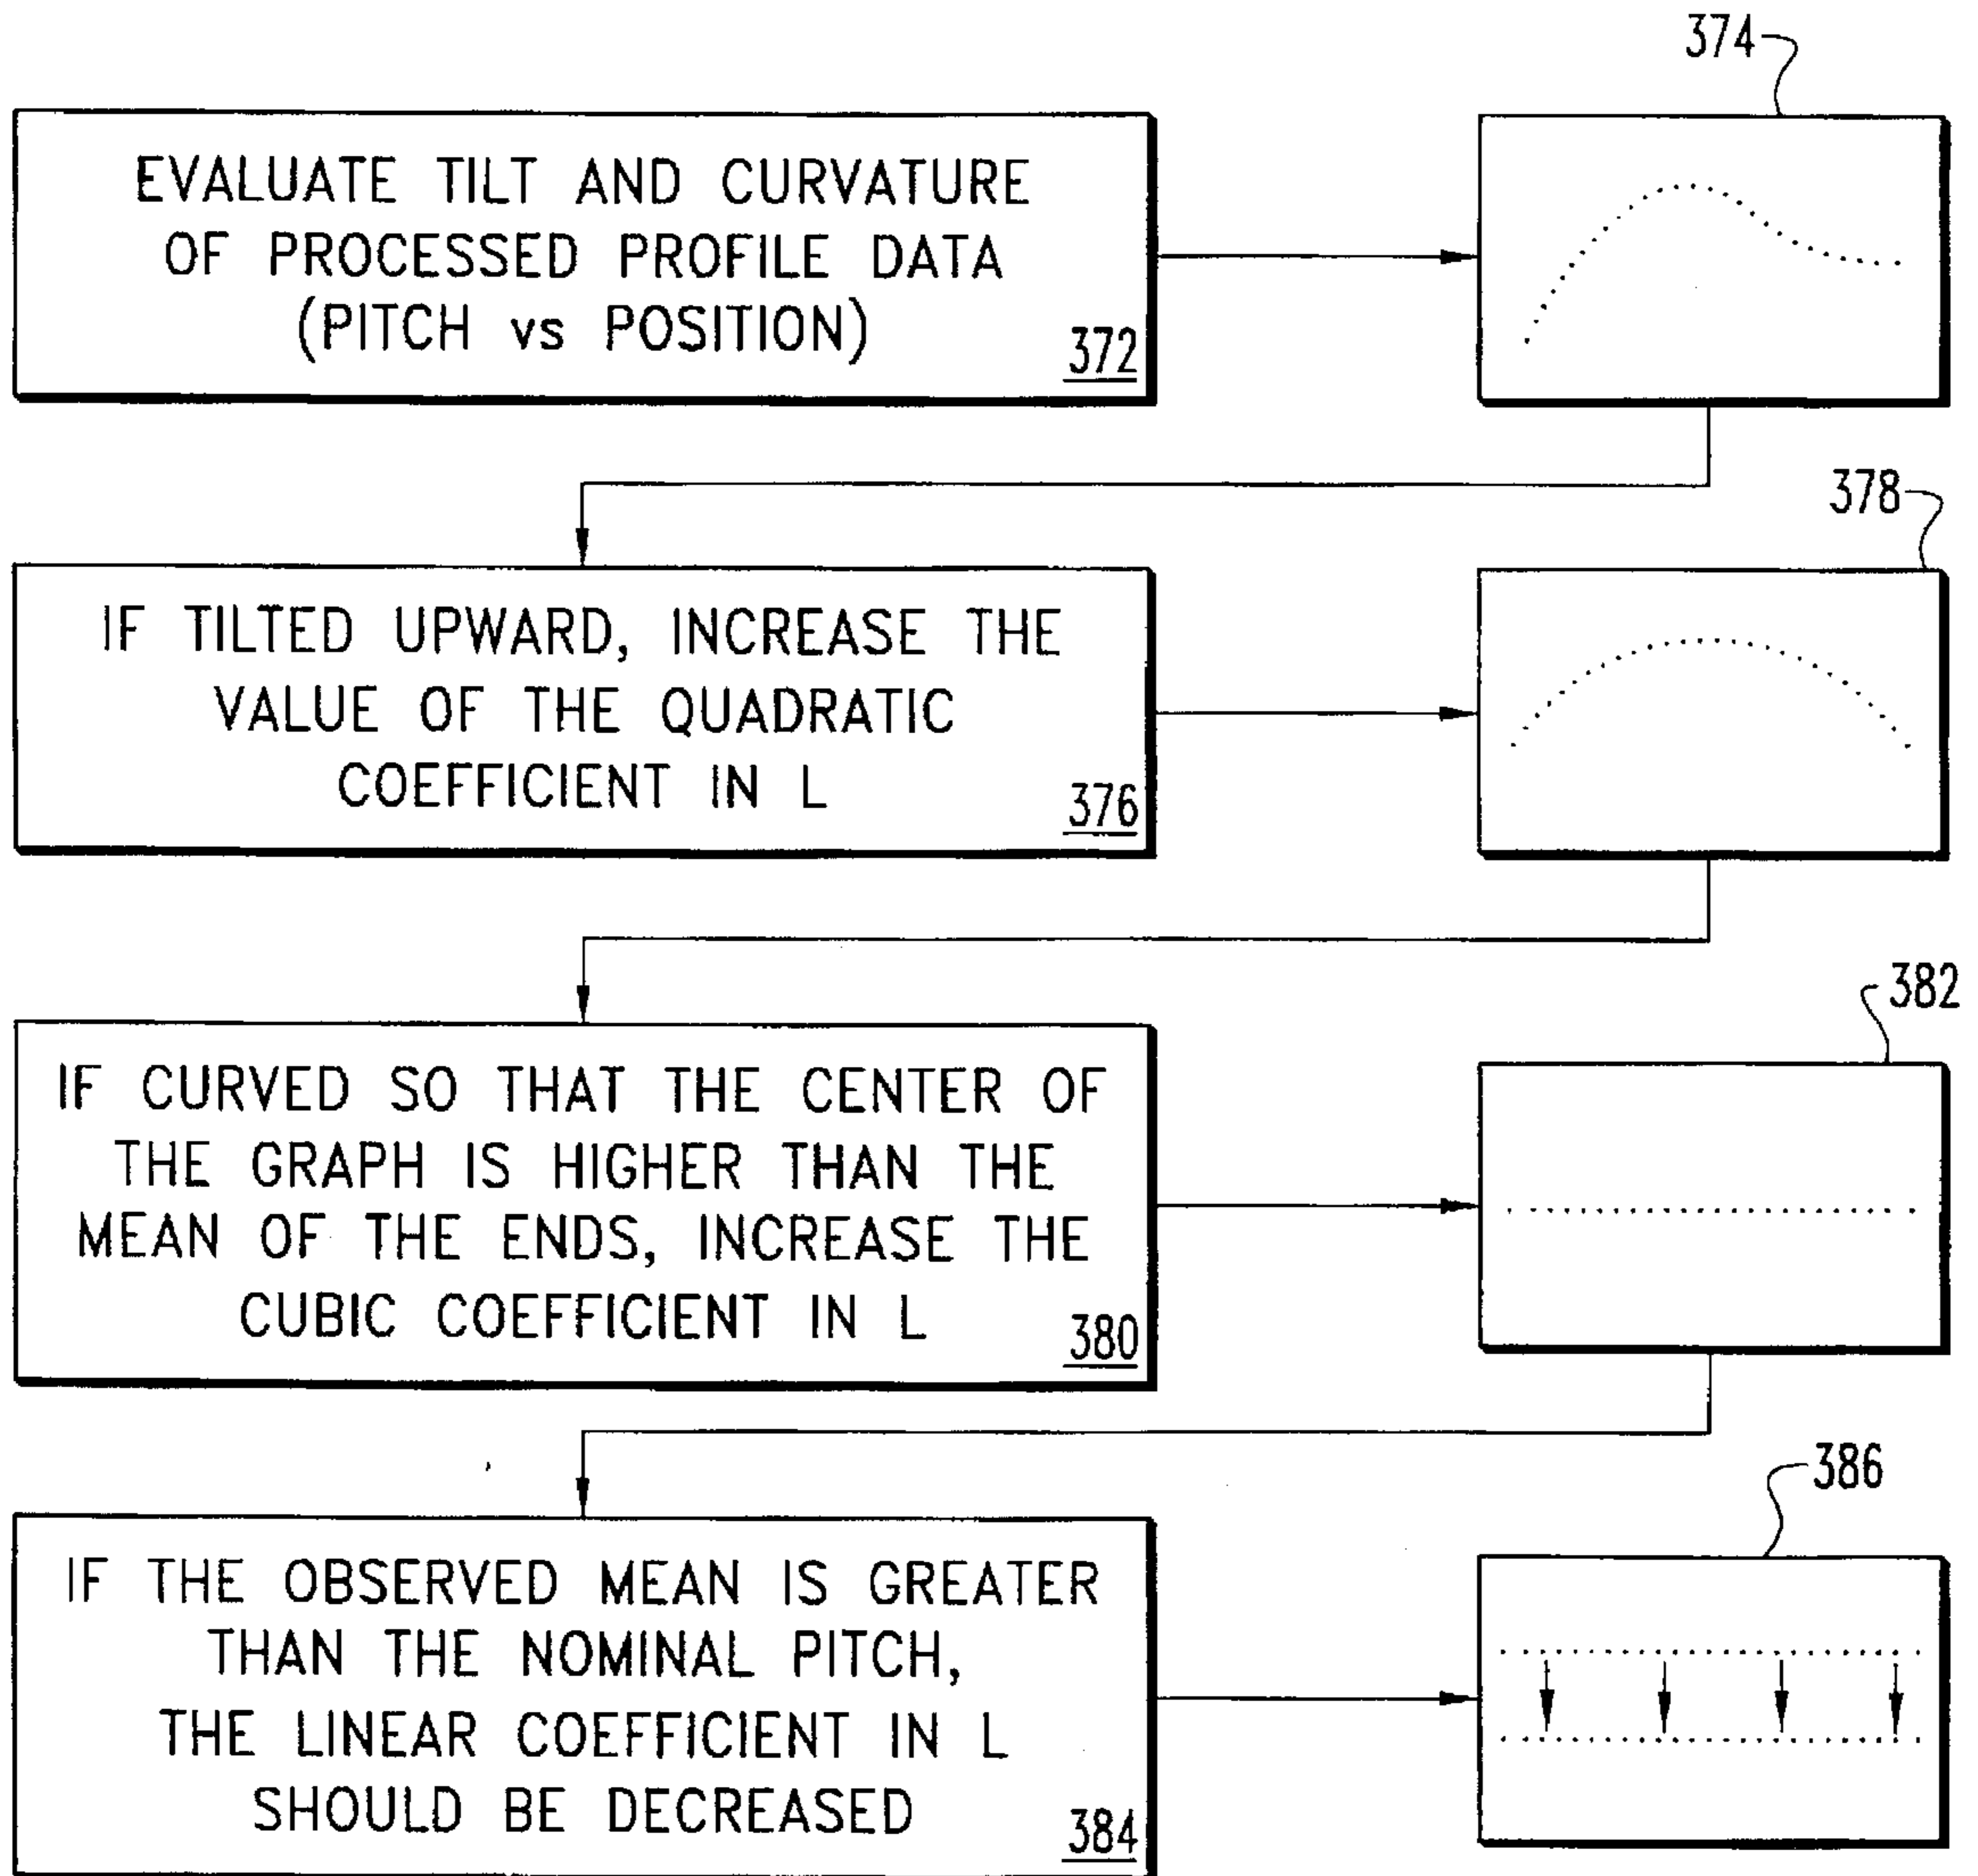 374
EVALUATE TILT AND CURVATURE
OF PROCESSED PROFILE DATA
(PITCH vs POSITION)
372
378
IF TILTED UPWARD, INCREASE THE
VALUE OF THE QUADRATIC
COEFFICIENT IN L
376
382
IF CURVED SO THAT THE CENTER OF
THE GRAPH IS HIGHER THAN THE
MEAN OF THE ENDS, INCREASE THE
CUBIC COEFFICIENT IN L
380
386
IF THE OBSERVED MEAN IS GREATER
THAN THE NOMINAL PITCH,
THE LINEAR COEFFICIENT IN L
SHOULD BE DECREASED
384